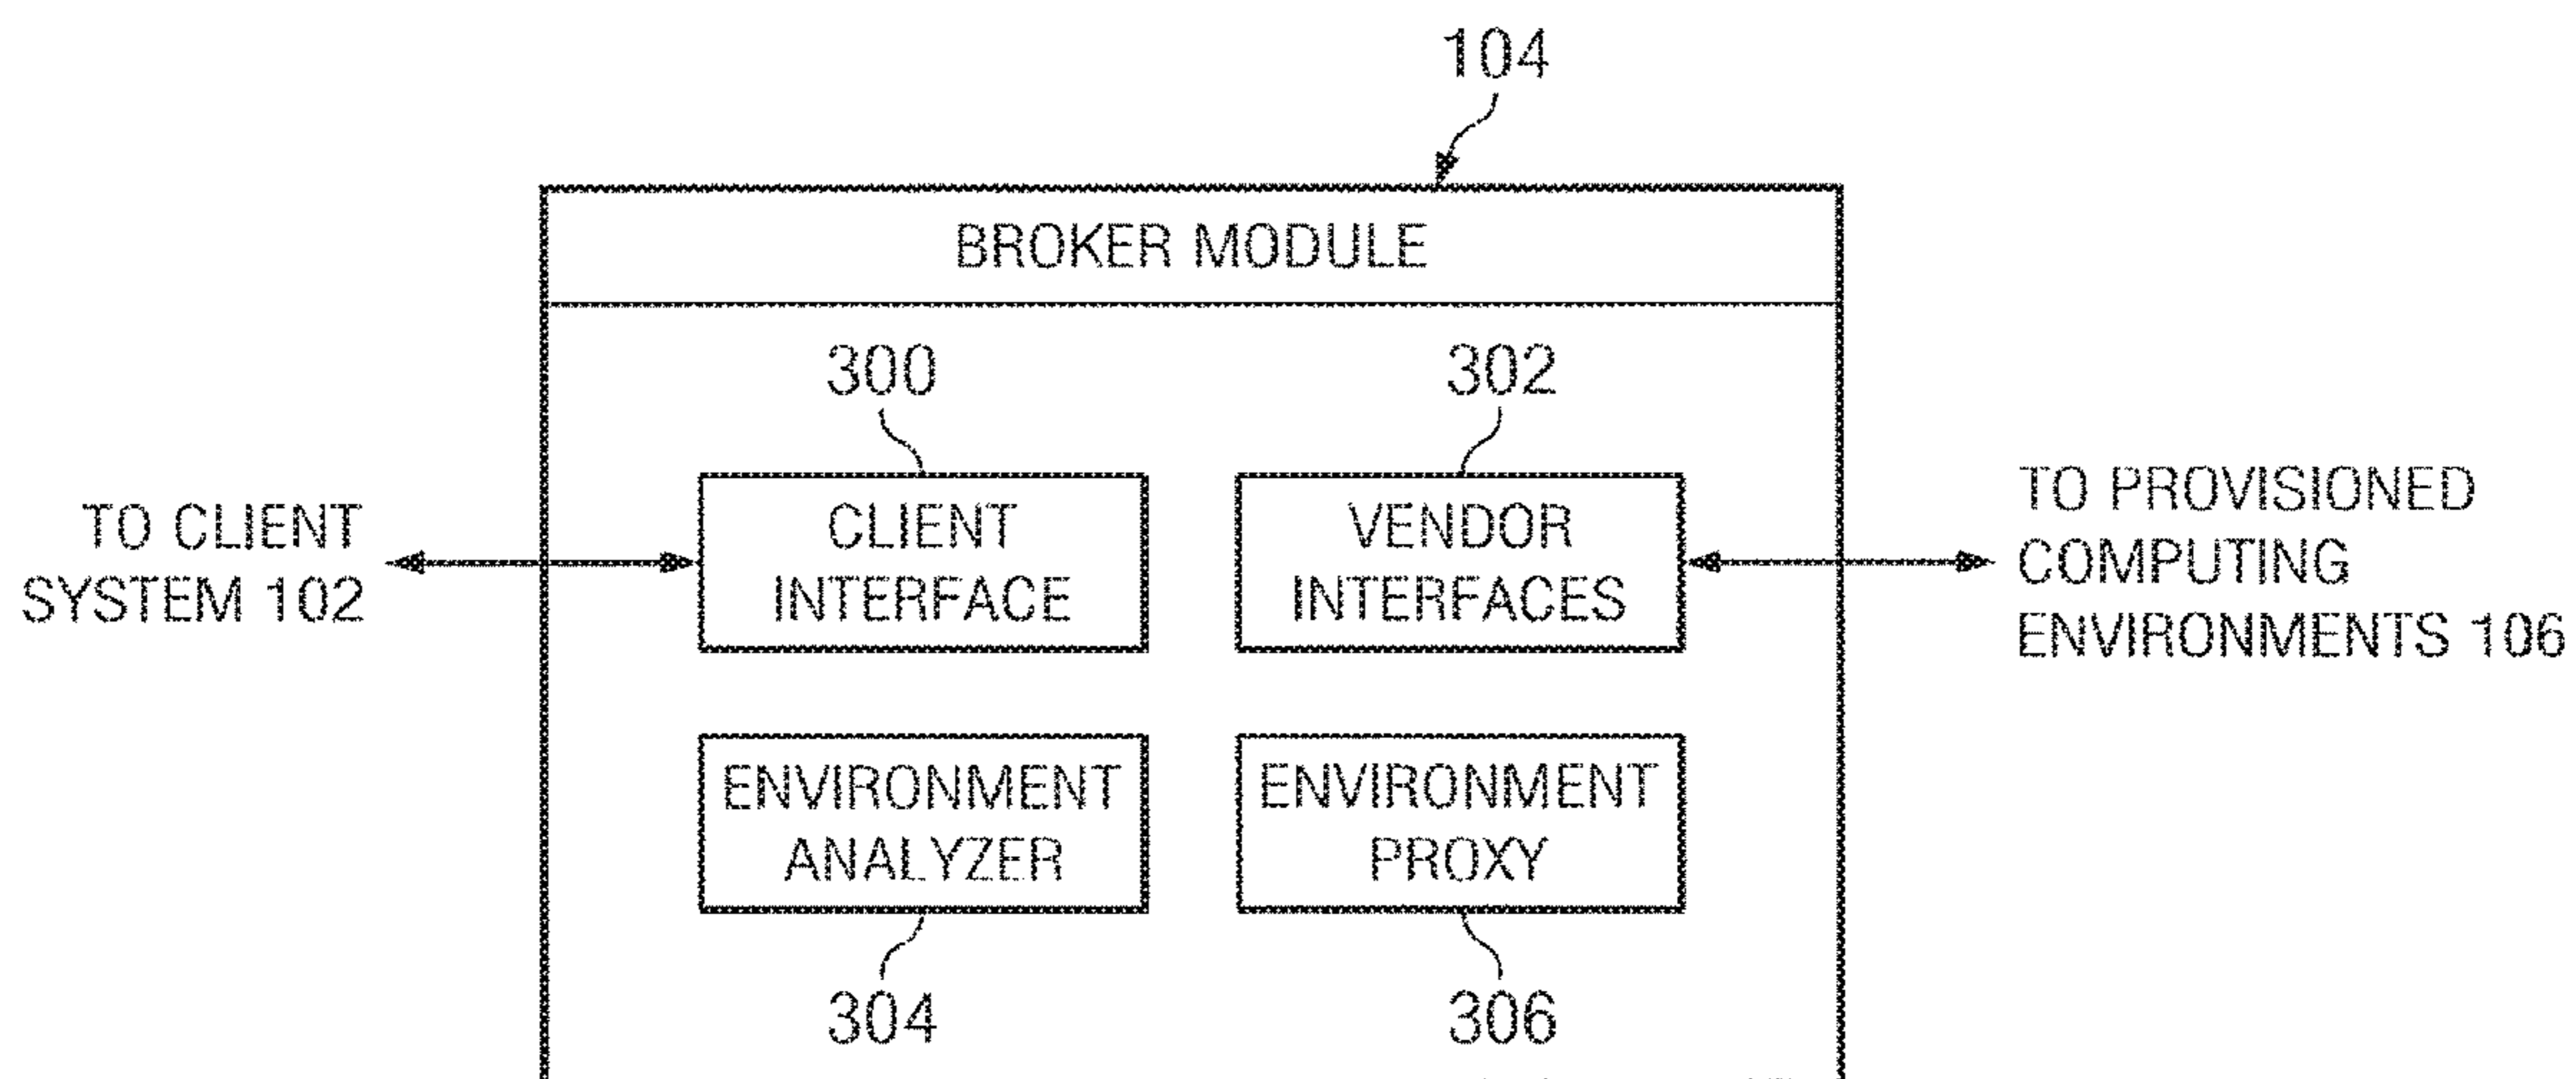 104
BROKER MODULE
300
302
TO CLIENT
SYSTEM 102
CLIENT
INTERFACE
VENDOR
INTERFACES
TO PROVISIONED
COMPUTING
ENVIRONMENTS 106
ENVIRONMENT
ANALYZER
ENVIRONMENT
PROXY
304
306